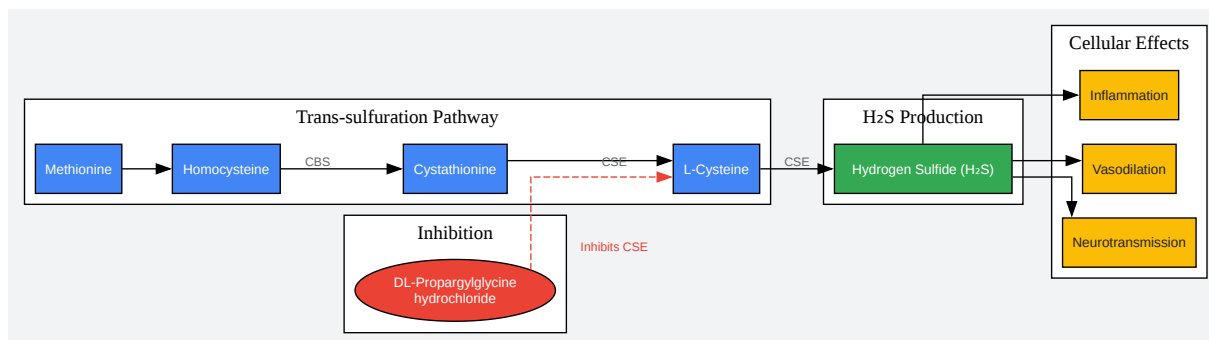 Cellular Effects
Inflammation
Trans-sulfuration Pathway
H₂S Production
Methionine
Homocysteine
CBS
Cystathionine
CSE
L-Cysteine
CSE
Hydrogen Sulfide (H₂S)
Vasodilation
Neurotransmission
Inhibition
Inhibits CSE
DL-Propargylglycine
hydrochloride